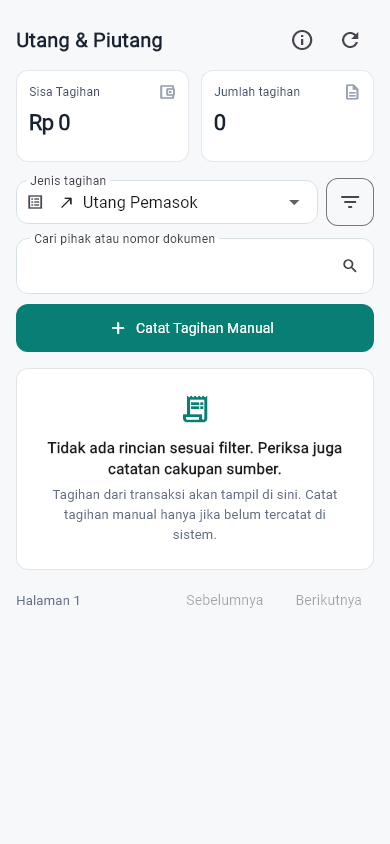 Utang & Piutang
Sisa Tagihan
Rp 0
Jumlah tagihan
0
Jenis tagihan
Utang Pemasok
Cari pihak atau nomor dokumen
Catat Tagihan Manual
Tidak ada rincian sesuai filter. Periksa juga
catatan cakupan sumber.
Tagihan dari transaksi akan tampil di sini. Catat
tagihan manual hanya jika belum tercatat di
sistem.
Halaman 1
Sebelumnya
Berikutnya